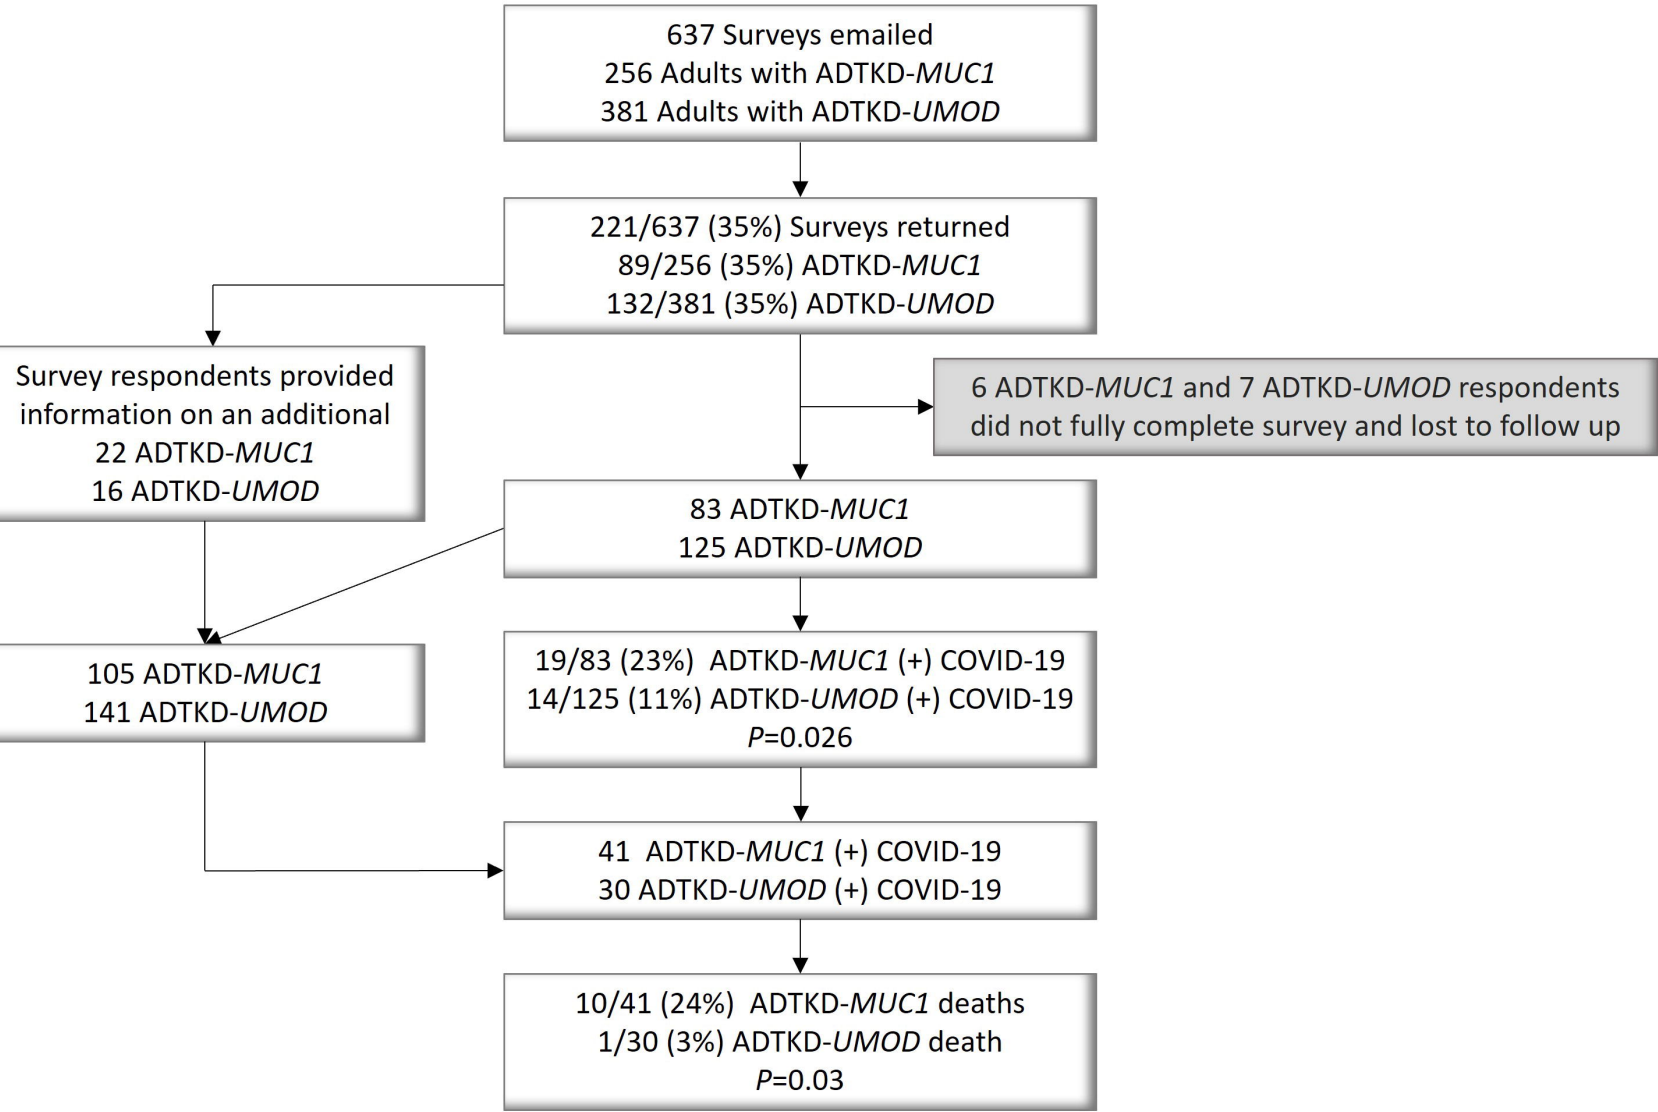 637 Surveys emailed
256 Adults with ADTKD-MUC1
381 Adults with ADTKD-UMOD
221/637 (35%) Surveys returned
89/256 (35%) ADTKD-MUC1
132/381 (35%) ADTKD-UMOD
Survey respondents provided
information on an additional
22 ADTKD-MUC1
16 ADTKD-UMOD
6 ADTKD-MUC1 and 7 ADTKD-UMOD respondents
did not fully complete survey and lost to follow up
83 ADTKD-MUC1
125 ADTKD-UMOD
105 ADTKD-MUC1
141 ADTKD-UMOD
19/83 (23%) ADTKD-MUC1 (+) COVID-19
14/125 (11%) ADTKD-UMOD (+) COVID-19
P=0.026
41 ADTKD-MUC1 (+) COVID-19
30 ADTKD-UMOD (+) COVID-19
10/41 (24%) ADTKD-MUC1 deaths
1/30 (3%) ADTKD-UMOD death
P=0.03